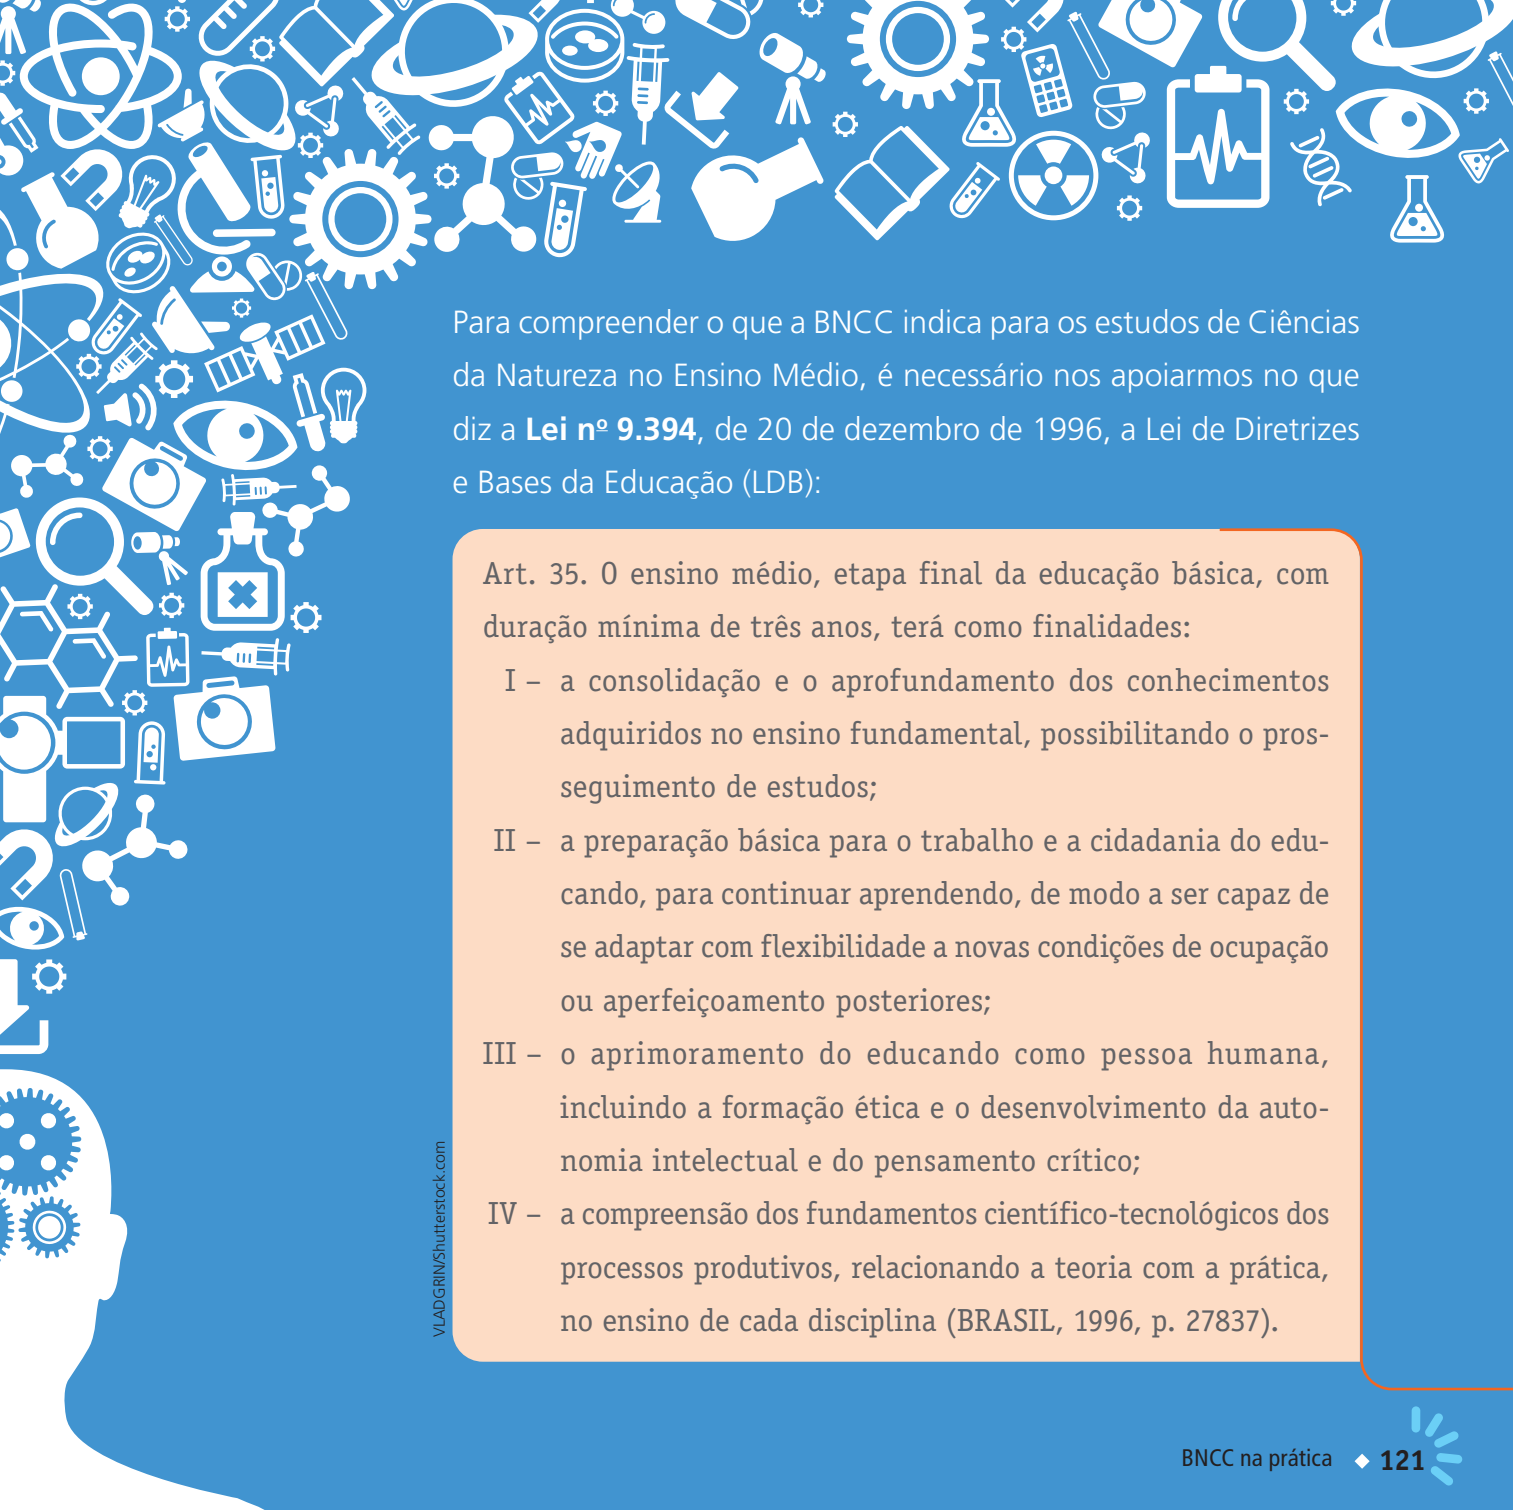 Para compreender o que a BNCC indica para os estudos de Ciências
da Natureza no Ensino Médio, é necessário nos apoiarmos no que
diz a Lei nº 9.394, de 20 de dezembro de 1996, a Lei de Diretrizes
e Bases da Educação (LDB):
Art. 35. O ensino médio, etapa final da educação básica, com
duração mínima de três anos, terá como finalidades:
I – a consolidação e o aprofundamento dos conhecimentos
adquiridos no ensino fundamental, possibilitando o pros-
seguimento de estudos;
II – a preparação básica para o trabalho e a cidadania do edu-
cando, para continuar aprendendo, de modo a ser capaz de
se adaptar com flexibilidade a novas condições de ocupação
ou aperfeiçoamento posteriores;
III – o aprimoramento do educando como pessoa humana,
incluindo a formação ética e o desenvolvimento da auto-
nomia intelectual e do pensamento crítico;
IV – a compreensão dos fundamentos científico-tecnológicos dos
processos produtivos, relacionando a teoria com a prática,
no ensino de cada disciplina (BRASIL, 1996, p. 27837).
VLADGRIN/Shutterstock.com
BNCC na prática ◆ 121